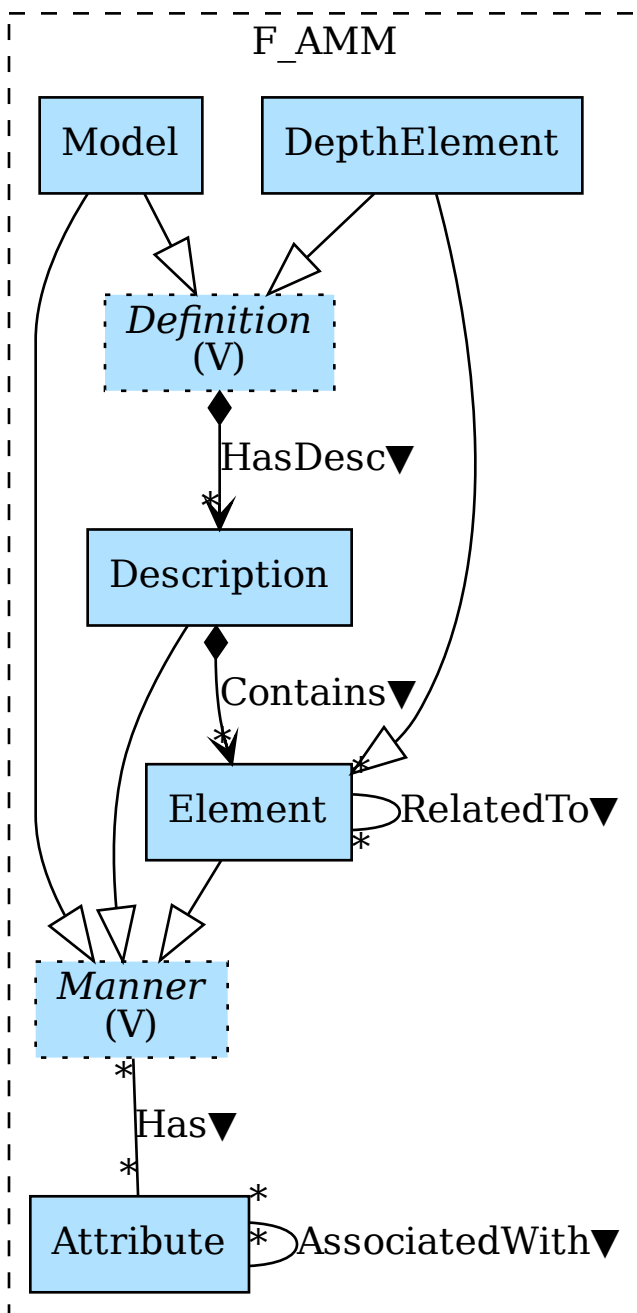 F_AMM
Model
DepthElement
Definition
(V)
HasDesc▼
*
Description
Contains▼
*
*
Element
RelatedTo▼
*
Manner
(V)
*
Has▼
*
*
Attribute
*
AssociatedWith▼